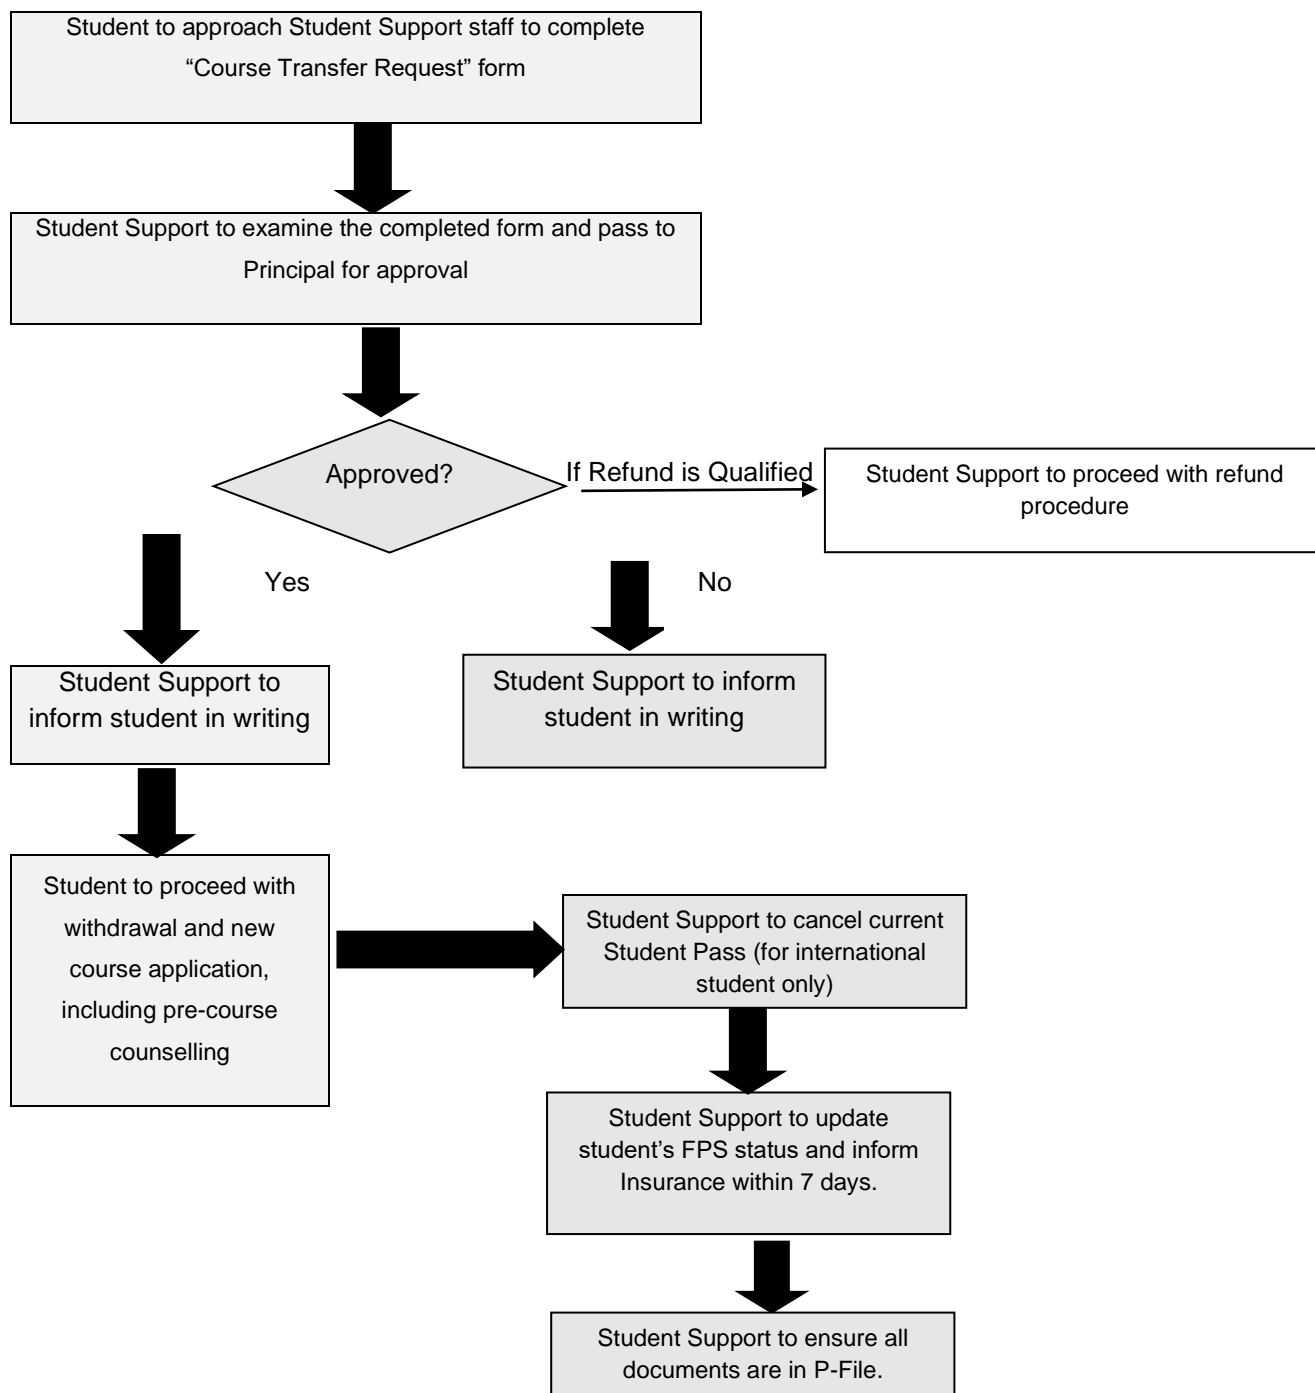 Student to approach Student Support staff to complete
“Course Transfer Request” form
Student Support to examine the completed form and pass to
Principal for approval
Approved?
If Refund is Qualified
Student Support to proceed with refund
procedure
Yes
No
Student Support to
inform student in writing
Student Support to inform
student in writing
Student to proceed with
withdrawal and new
course application,
including pre-course
counselling
Student Support to cancel current
Student Pass (for international
student only)
Student Support to update
student’s FPS status and inform
Insurance within 7 days.
Student Support to ensure all
documents are in P-File.